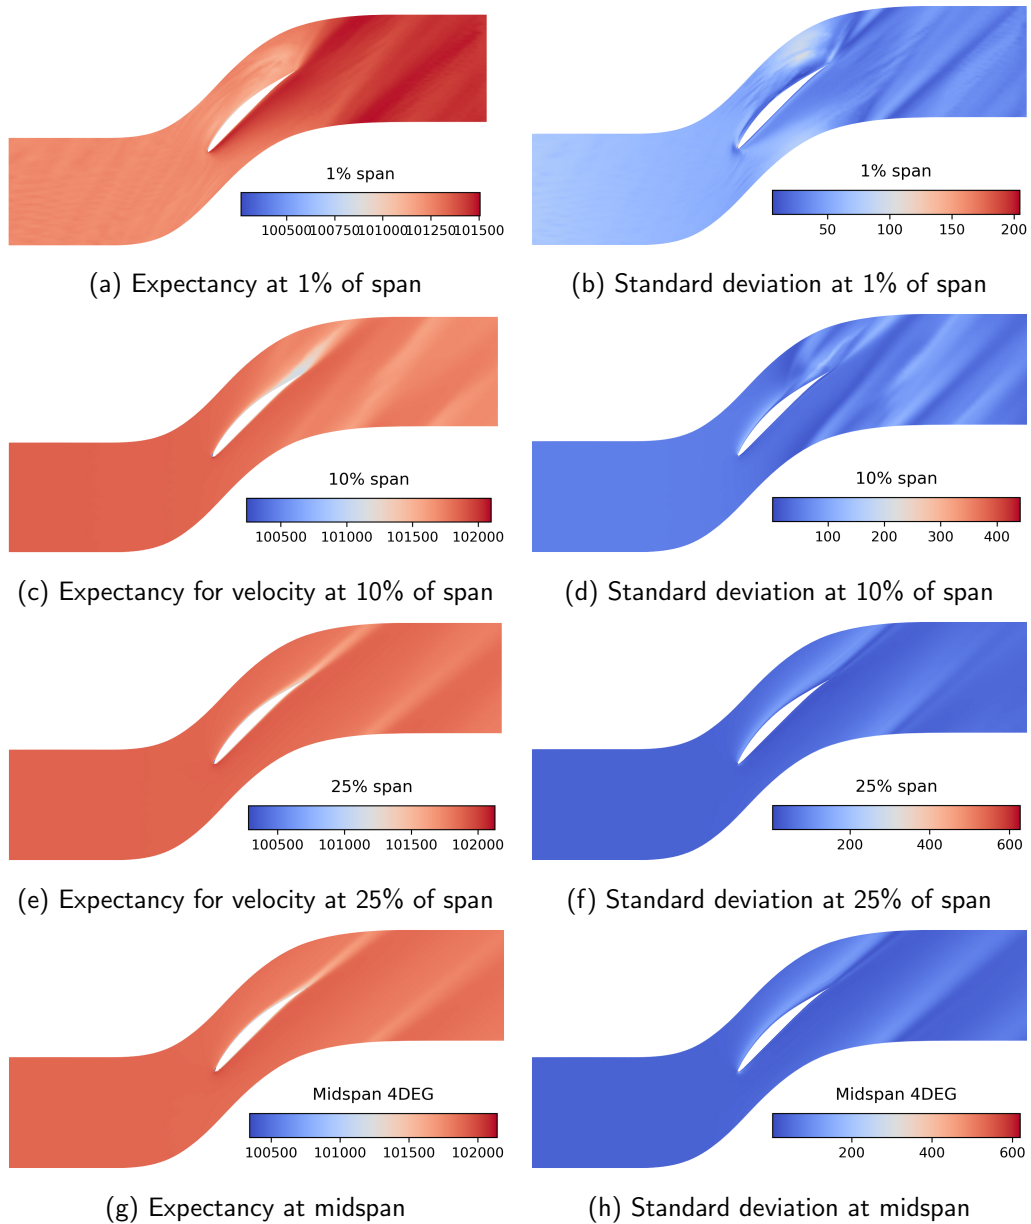 1% span
100500 100750 101000 101250 101500
1% span
50 100 150 200
(a) Expectancy at 1% of span
(b) Standard deviation at 1% of span
10% span
100500 101000 101500 102000
10% span
100 200 300 400
(c) Expectancy for velocity at 10% of span
(d) Standard deviation at 10% of span
25% span
100500 101000 101500 102000
25% span
200 400 600
(e) Expectancy for velocity at 25% of span
(f) Standard deviation at 25% of span
Midspan 4DEG
100500 101000 101500 102000
Midspan 4DEG
200 400 600
(g) Expectancy at midspan
(h) Standard deviation at midspan